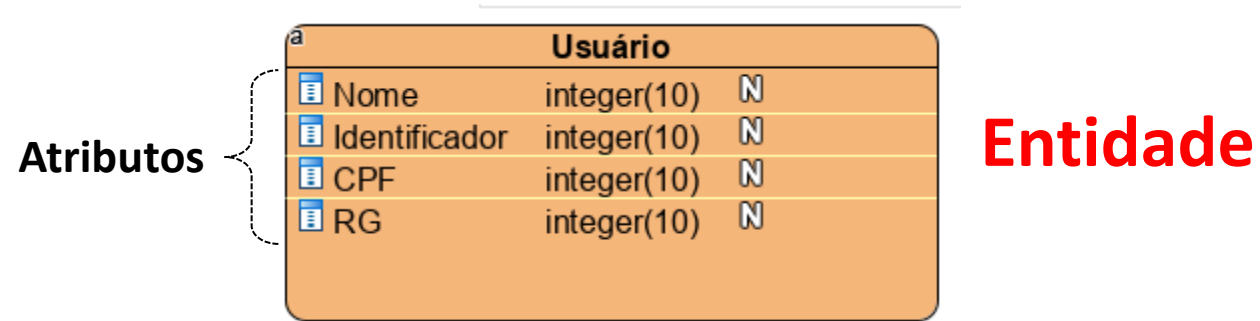 a
Usuário
Nome integer(10) N
Identificador integer(10) N
CPF integer(10) N
RG integer(10) N
Atributos
Entidade